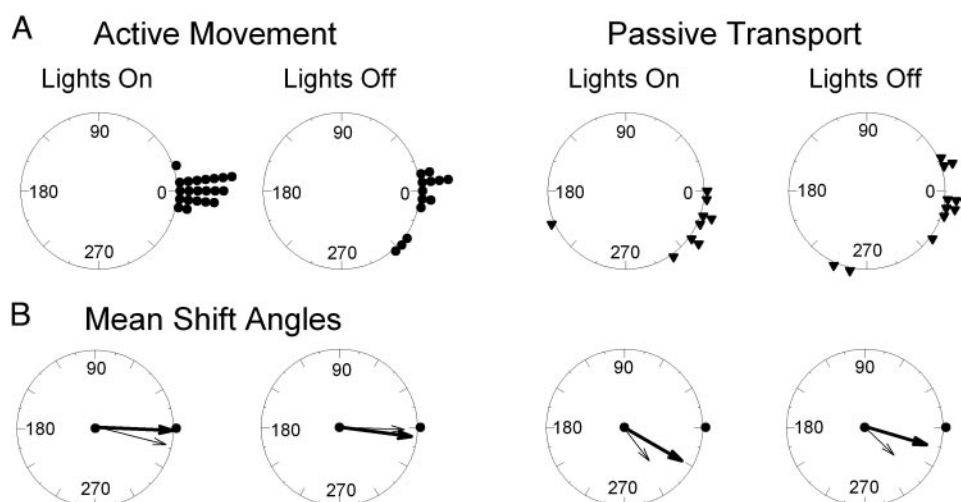 A Active Movement Passive Transport
Lights On Lights Off Lights On Lights Off
90 90 90 90
180 0 180 0 180 0 180 0
270 270 270 270
B Mean Shift Angles
90 90 90 90
180 180 180 180
270 270 270 270